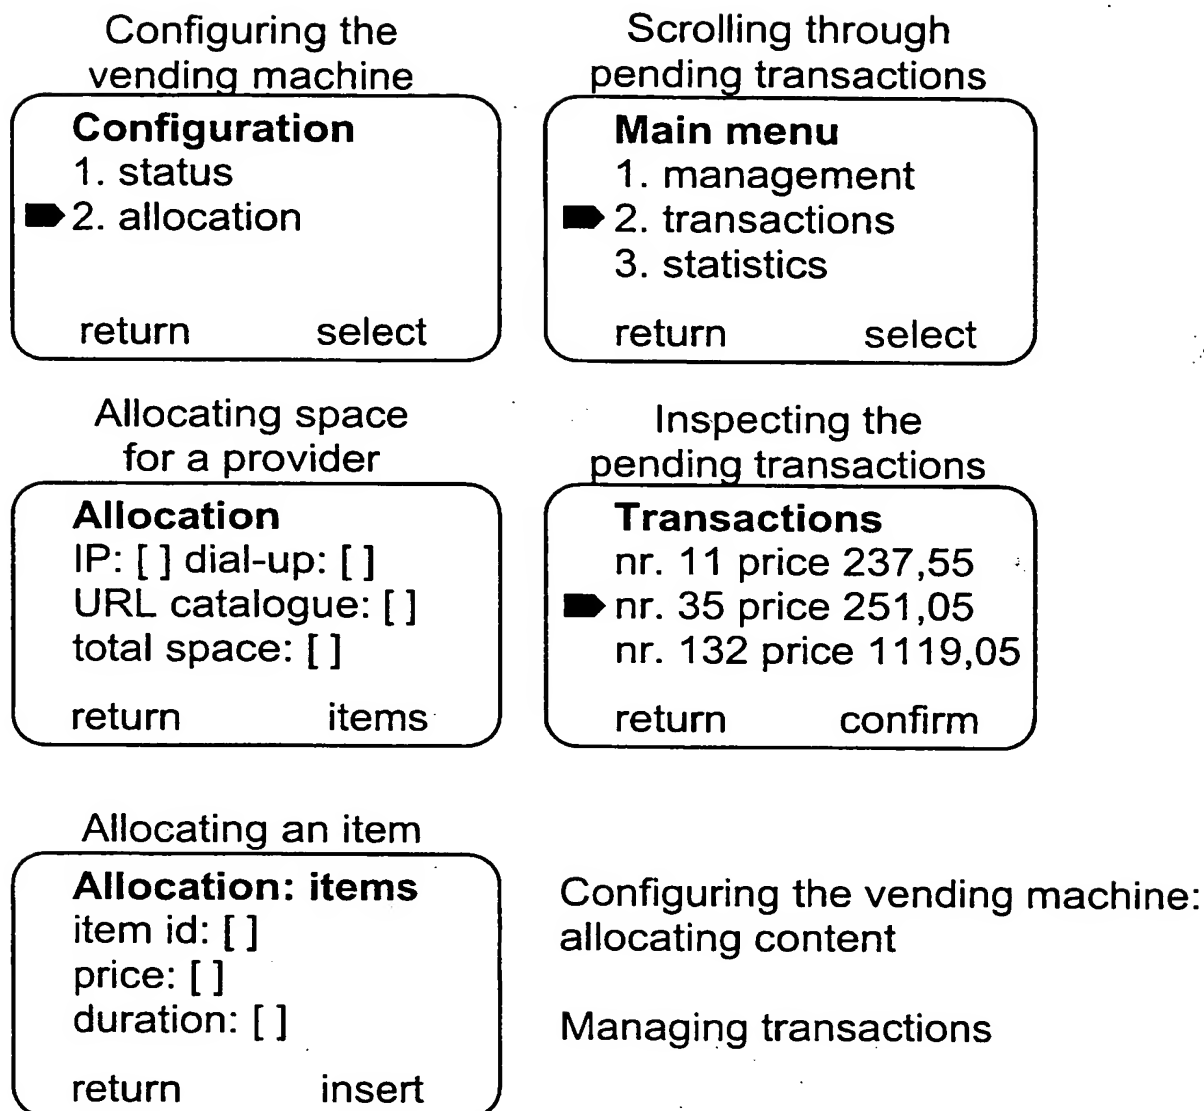 Configuring the
vending machine
Configuration
1. status
2. allocation
return select
Scrolling through
pending transactions
Main menu
1. management
2. transactions
3. statistics
return select
Allocating space
for a provider
Allocation
IP: [ ] dial-up: [ ]
URL catalogue: [ ]
total space: [ ]
return items
Inspecting the
pending transactions
Transactions
nr. 11 price 237,55
nr. 35 price 251,05
nr. 132 price 1119,05
return confirm
Allocating an item
Allocation: items
item id: [ ]
price: [ ]
duration: [ ]
return insert
Configuring the vending machine:
allocating content
Managing transactions